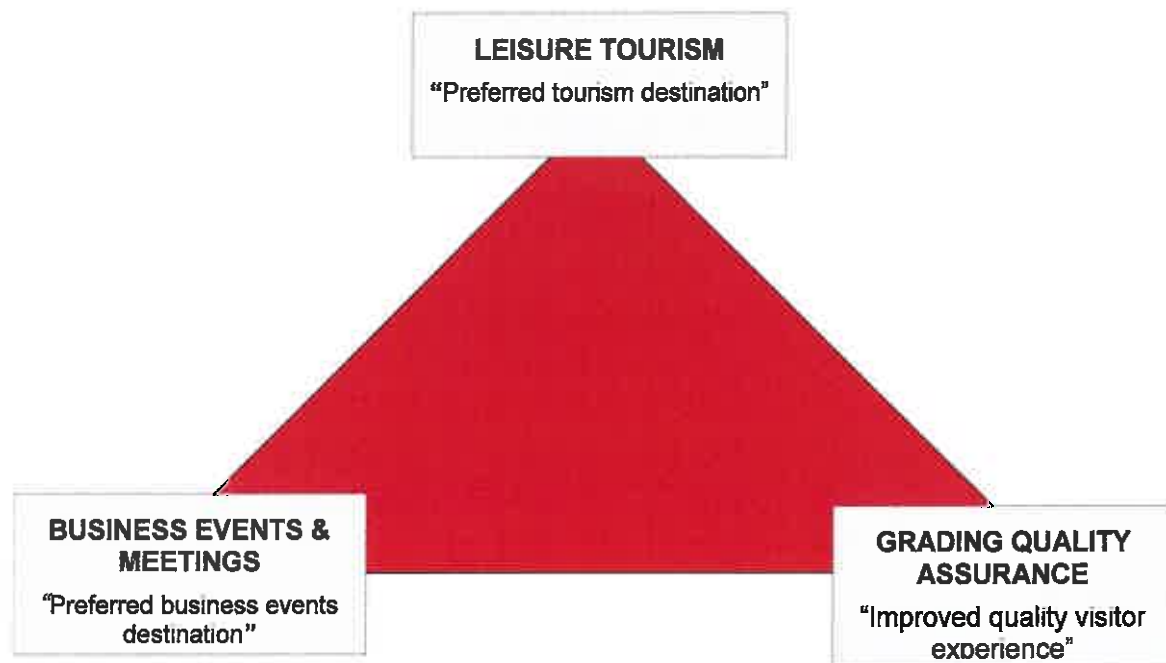 LEISURE TOURISM
“Preferred tourism destination”
BUSINESS EVENTS &
MEETINGS
“Preferred business events
destination”
GRADING QUALITY
ASSURANCE
“Improved quality visitor
experience”